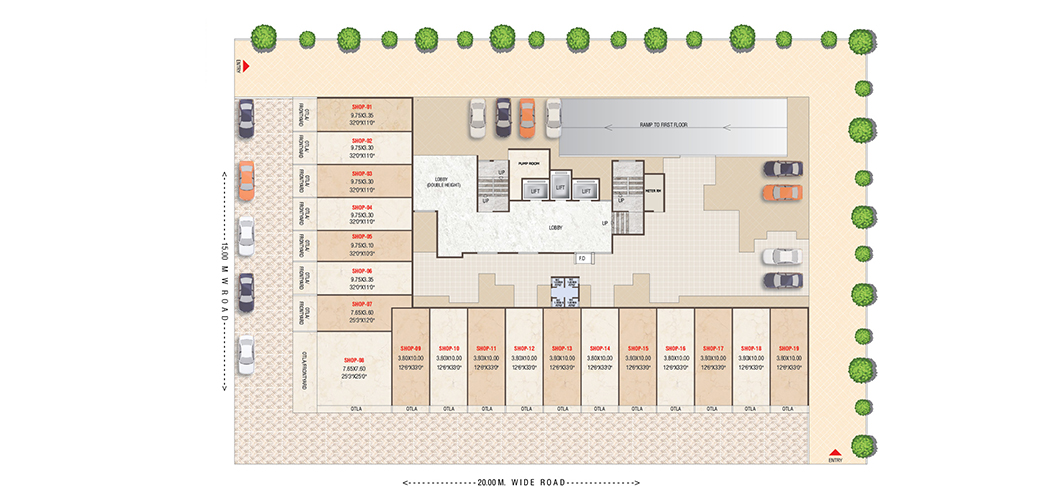 ENTRY
SHOP-01
9.75X3.35
32'0"X11'0"
OTLA/
FRONTYARD
SHOP-02
9.75X3.30
32'0"X11'0"
OTLA/
FRONTYARD
SHOP-03
9.75X3.30
32'0"X11'0"
OTLA/
FRONTYARD
SHOP-04
9.75X3.30
32'0"X11'0"
OTLA/
FRONTYARD
SHOP-05
9.75X3.10
32'0"X10'3"
OTLA/
FRONTYARD
SHOP-06
9.75X3.30
32'0"X11'0"
OTLA/
FRONTYARD
SHOP-07
7.65X3.60
25'3"X12'0"
OTLA/
FRONTYARD
SHOP-08
7.65X7.60
25'3"X25'0"
OTLA/FRONTYARD
RAMP TO FIRST FLOOR
PUMP ROOM
LOBBY
(DOUBLE HEIGHT)
UP
LIFT
LIFT
LIFT
UP
METER RM
UP
LOBBY
F.D
SHOP-09
3.80X10.00
12'6"X33'0"
SHOP-10
3.80X10.00
12'6"X33'0"
SHOP-11
3.80X10.00
12'6"X33'0"
SHOP-12
3.80X10.00
12'6"X33'0"
SHOP-13
3.80X10.00
12'6"X33'0"
SHOP-14
3.80X10.00
12'6"X33'0"
SHOP-15
3.80X10.00
12'6"X33'0"
SHOP-16
3.80X10.00
12'6"X33'0"
SHOP-17
3.80X10.00
12'6"X33'0"
SHOP-18
3.80X10.00
12'6"X33'0"
SHOP-19
3.80X10.00
12'6"X33'0"
OTLA
OTLA
OTLA
OTLA
OTLA
OTLA
OTLA
OTLA
OTLA
OTLA
OTLA
OTLA
15.00 M W ROAD
ENTRY
20.00 M. WIDE ROAD